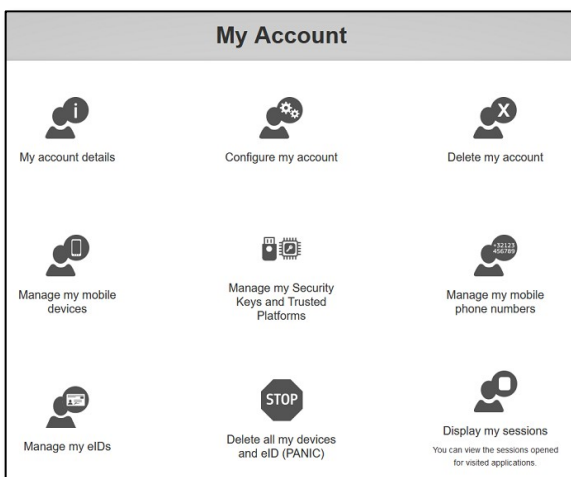 My Account
i
X
My account details
Configure my account
Delete my account
+32123
456789
Manage my mobile
devices
Manage my Security
Keys and Trusted
Platforms
Manage my mobile
phone numbers
STOP
Manage my eIDs
Delete all my devices
and eID (PANIC)
Display my sessions
You can view the sessions opened
for visited applications.